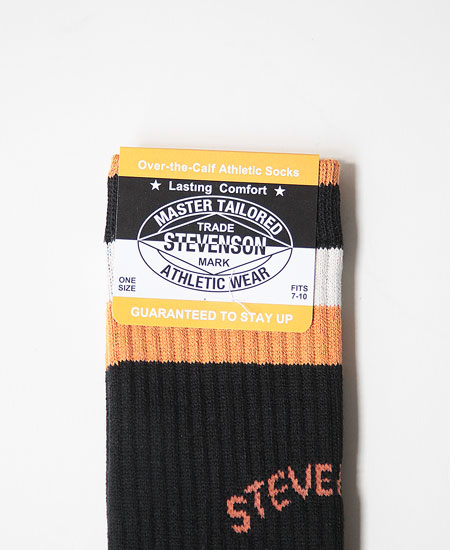 Over-the-Calf Athletic Socks
★ Lasting Comfort ★
MASTER TAILORED
TRADE
STEVENSON
MARK
ATHLETIC WEAR
ONE
SIZE
FITS
7-10
GUARANTEED TO STAY UP
STEVE